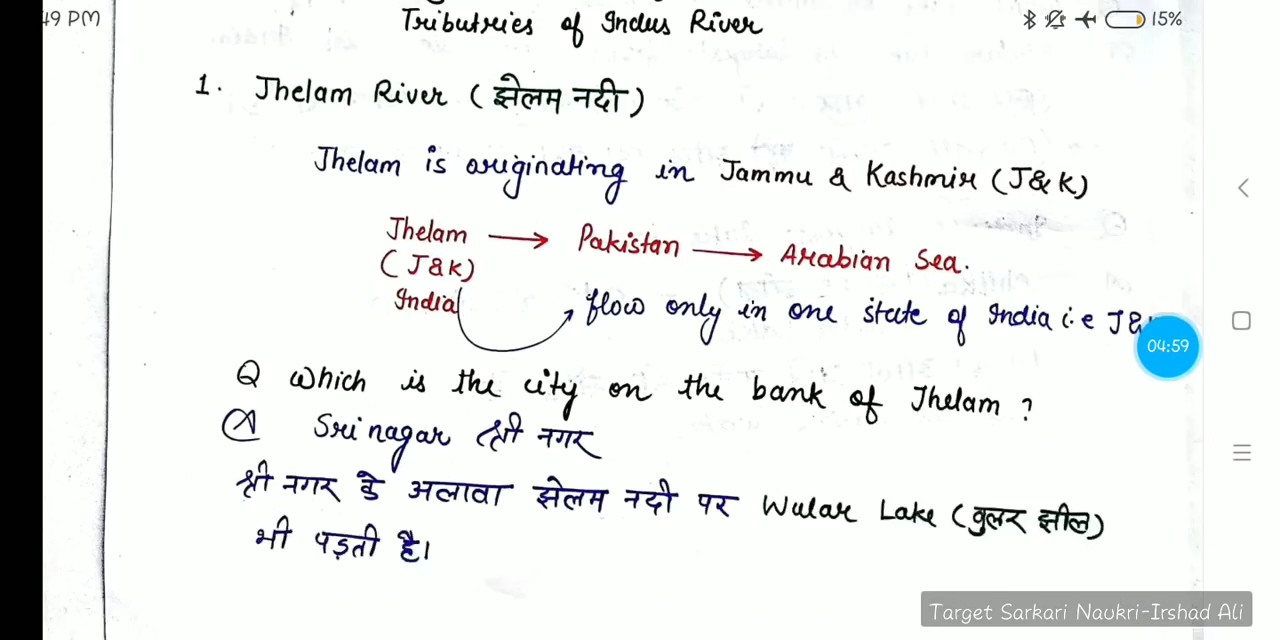 49 PM
15%
Tributries of Indus River
1. Jhelam River (झेलम नदी)
Jhelam is originating in Jammu & Kashmir (J&K)
Jhelam → Pakistan → Arabian Sea.
(J&K)
India flow only in one state of India i.e J&
04:59
Q which is the city on the bank of Jhelam ?
A Srinagar श्री नगर
श्री नगर के अलावा झेलम नदी पर Wular Lake (वुलर झील)
भी पड़ती है।
Target Sarkari Naukri-Irshad Ali